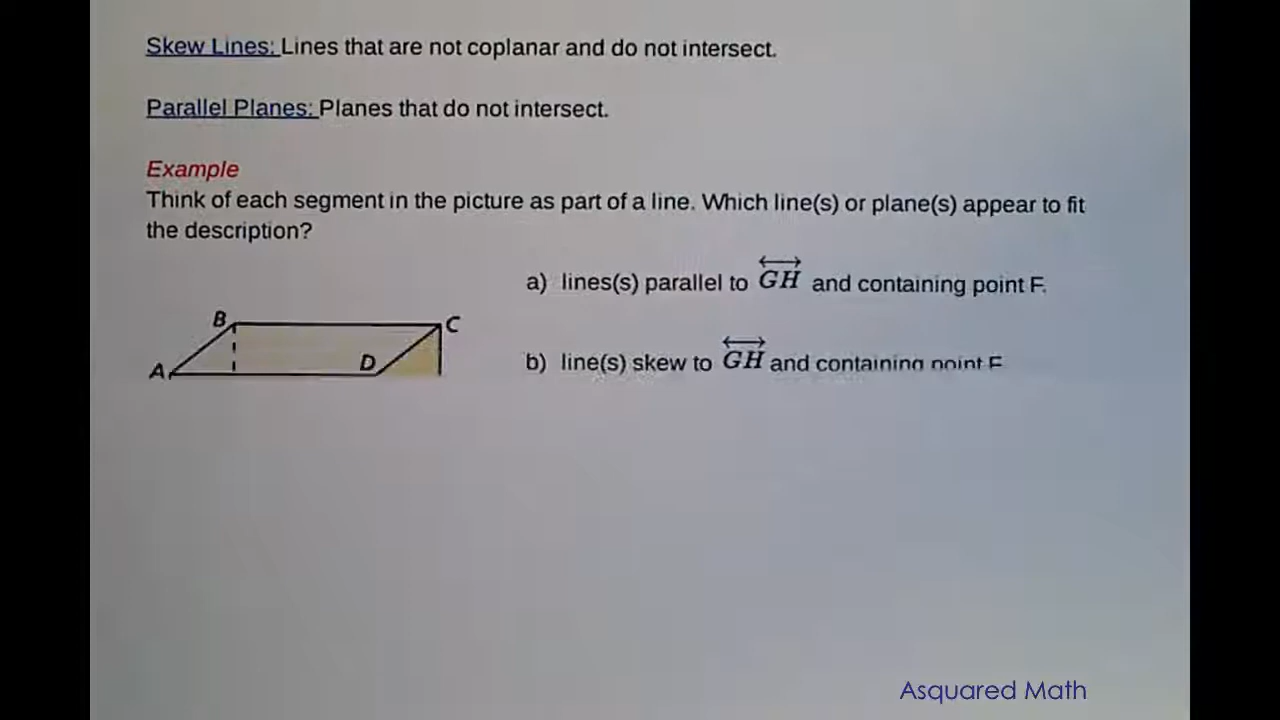 Skew Lines: Lines that are not coplanar and do not intersect.
Parallel Planes: Planes that do not intersect.
Example
Think of each segment in the picture as part of a line. Which line(s) or plane(s) appear to fit
the description?
a) lines(s) parallel to GH and containing point F.
B
C
A
D
b) line(s) skew to GH and containing point
Asquared Math